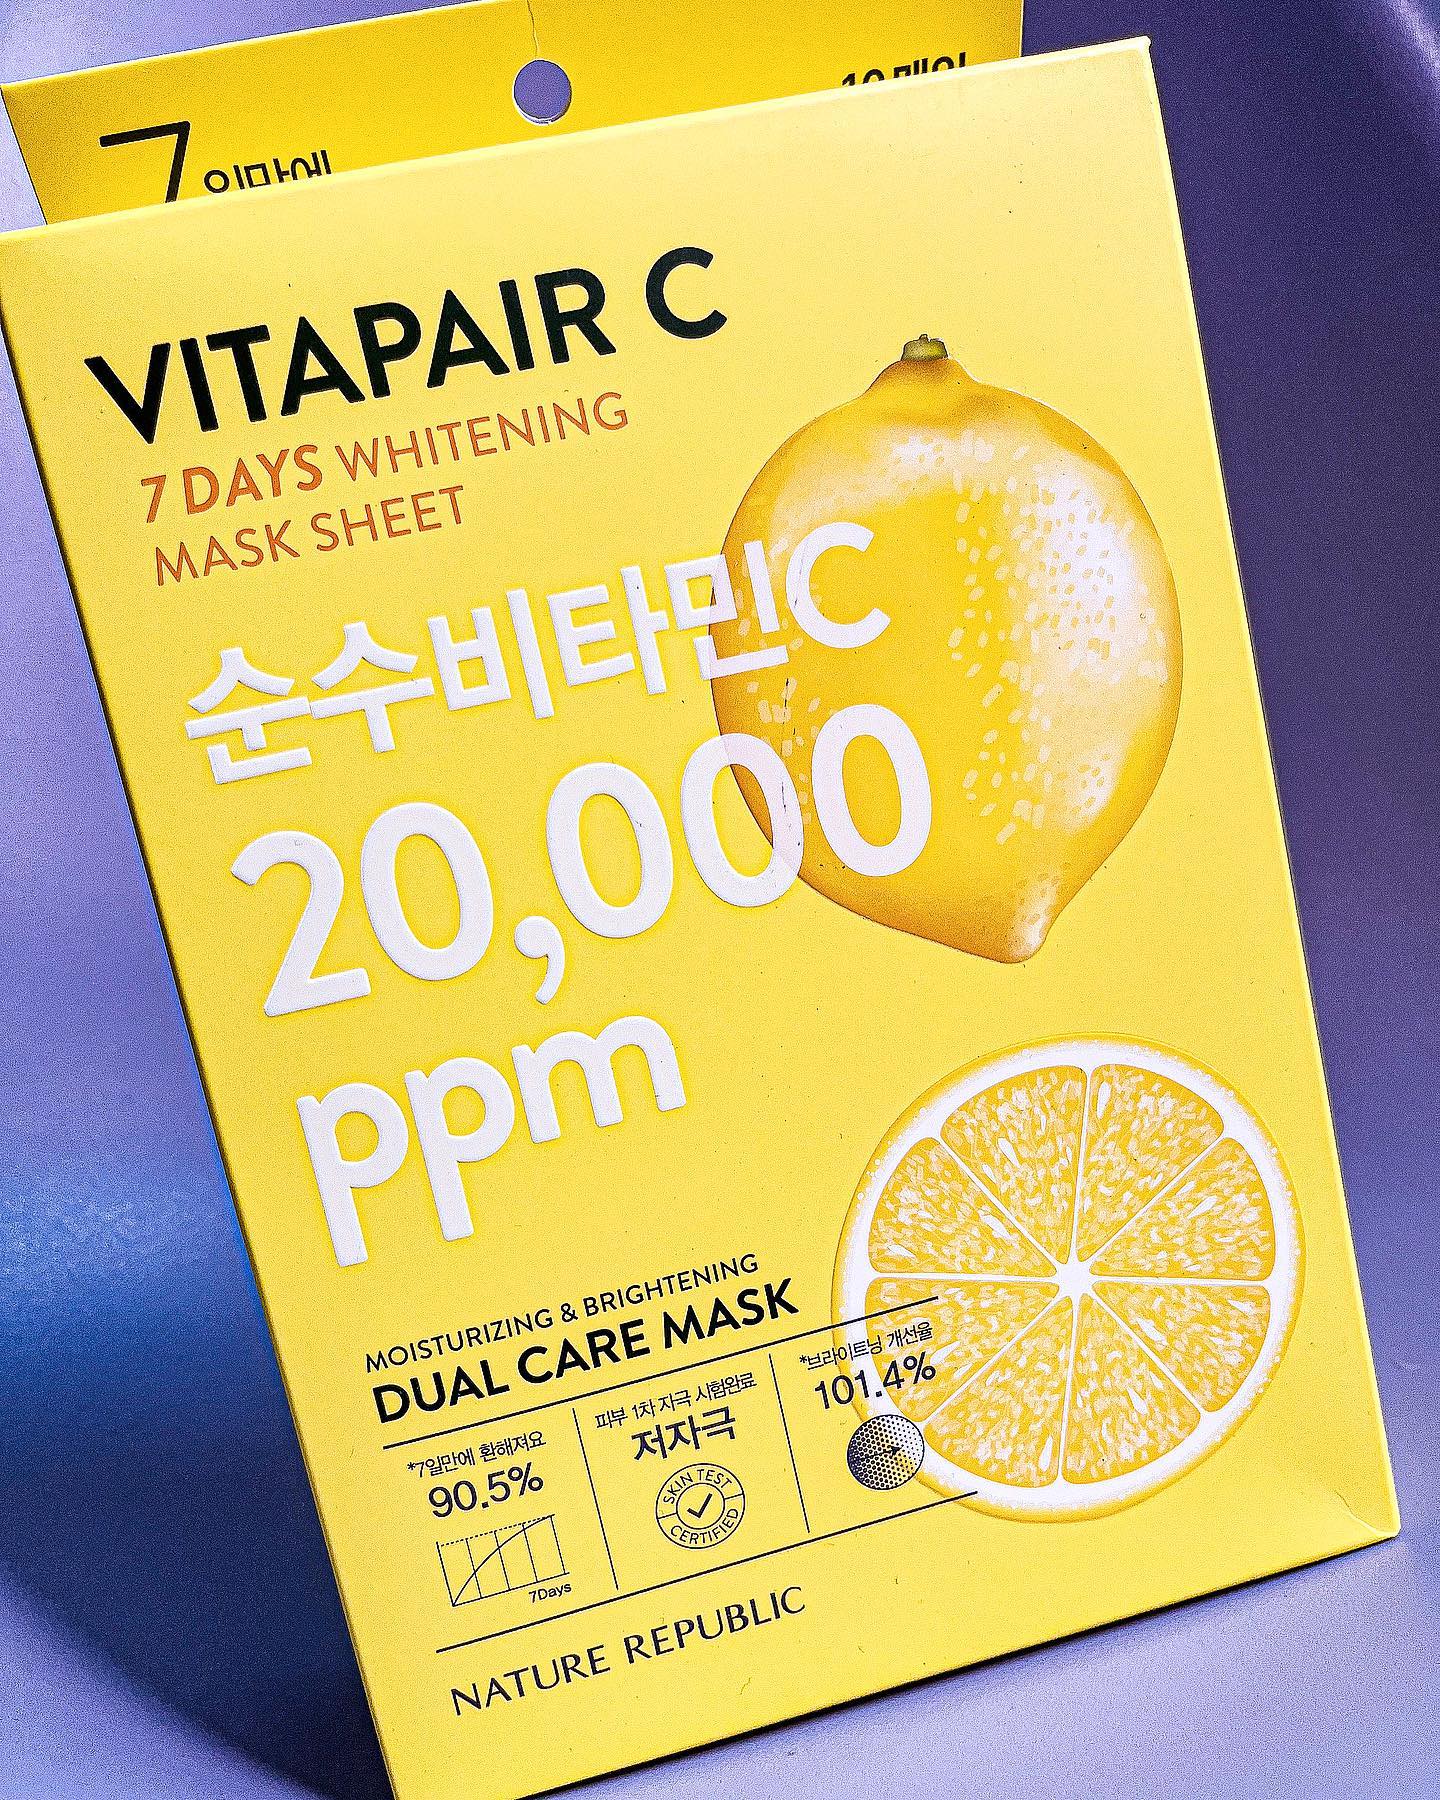 7일만에
VITAPAIR C
7 DAYS WHITENING
MASK SHEET
순수비타민C
20,000
ppm
MOISTURIZING & BRIGHTENING
DUAL CARE MASK
*7일만에 환해져요
90.5%
7Days
피부 1차 자극 시험완료
저자극
SKIN TEST
CERTIFIED
*브라이트닝 개선율
101.4%
NATURE REPUBLIC